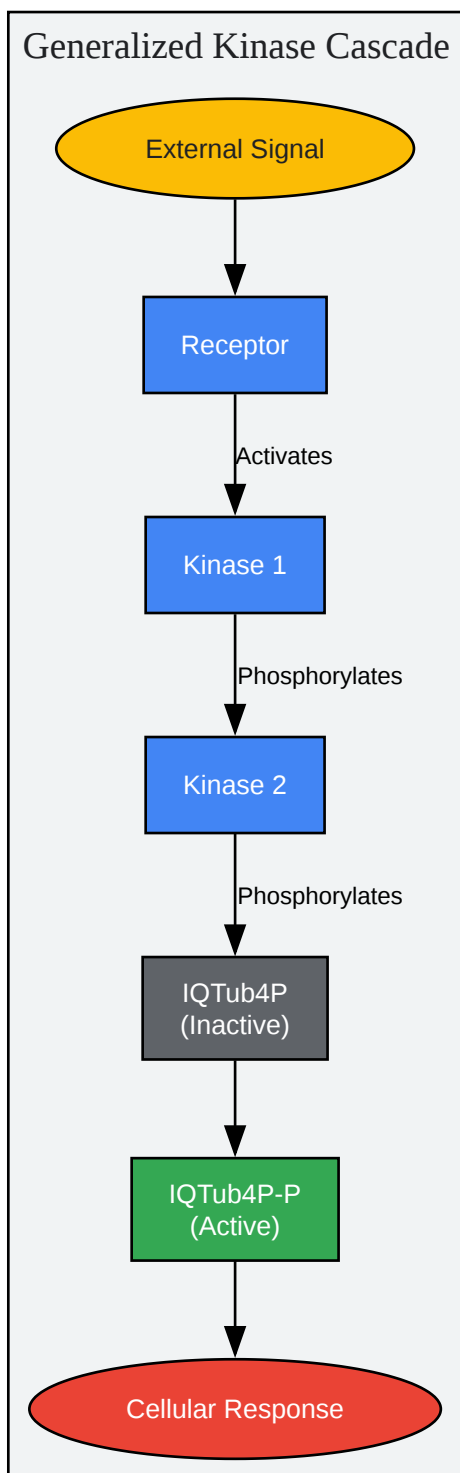 Generalized Kinase Cascade
External Signal
Receptor
Activates
Kinase 1
Phosphorylates
Kinase 2
Phosphorylates
IQTub4P
(Inactive)
IQTub4P-P
(Active)
Cellular Response